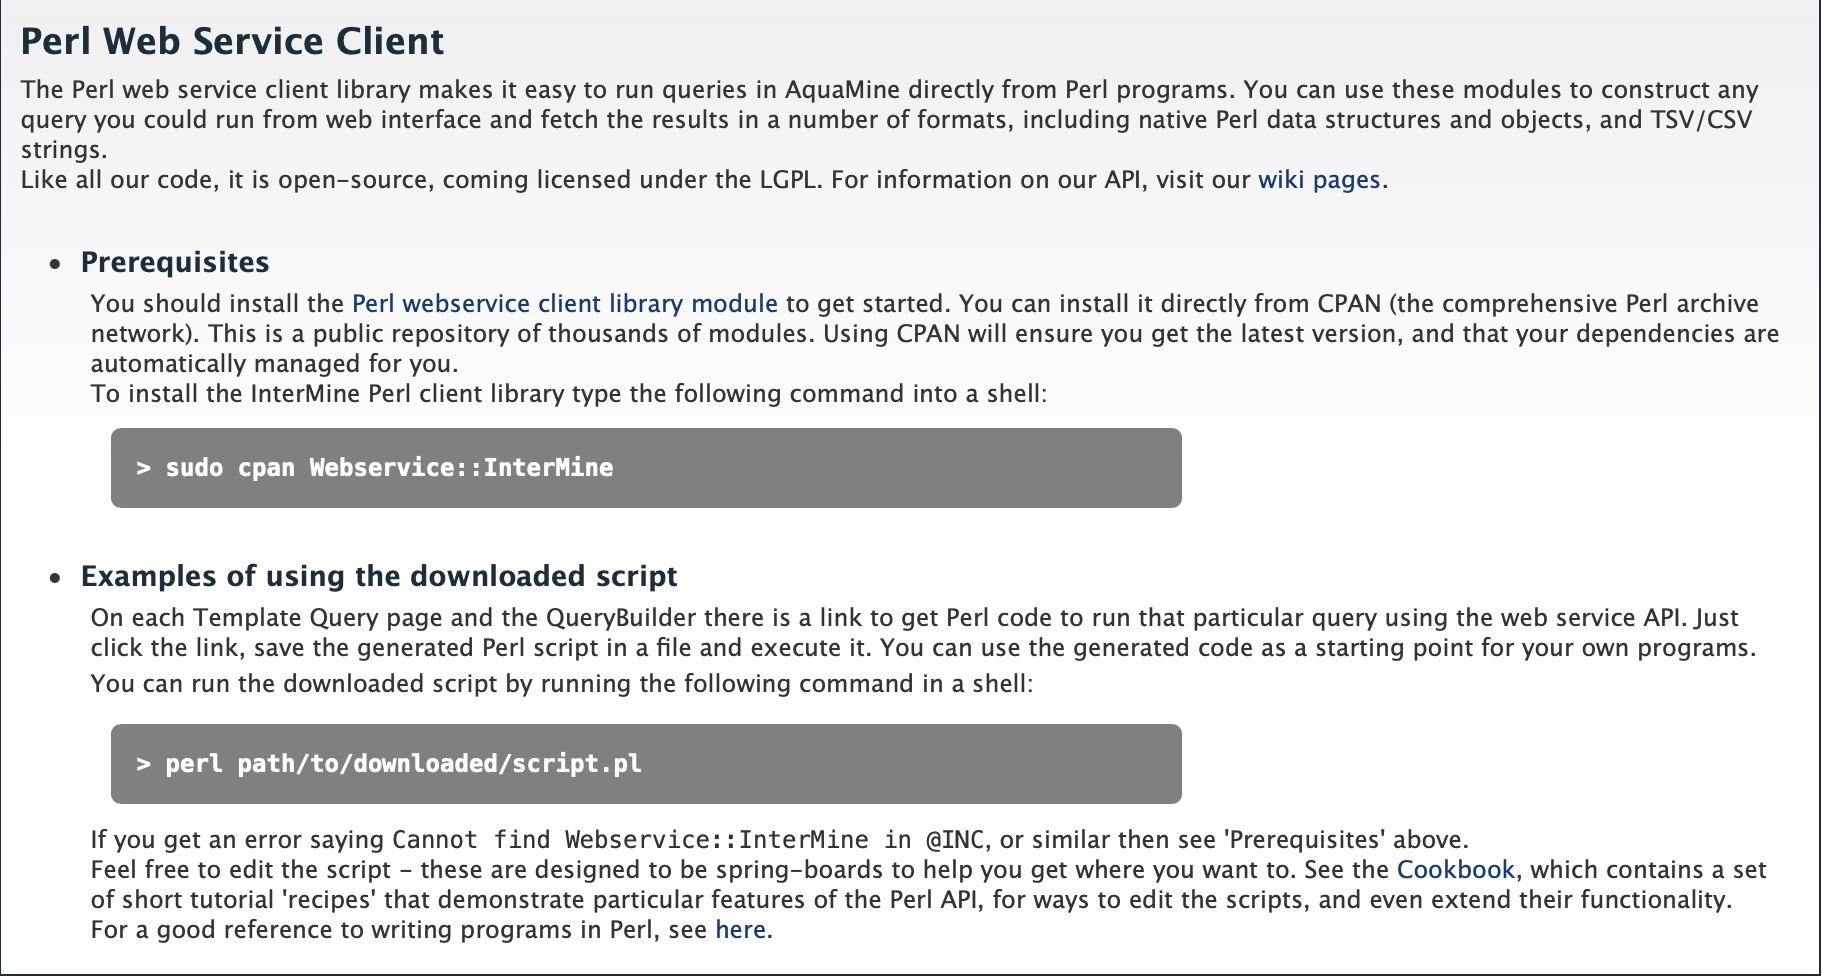 Perl Web Service Client
The Perl web service client library makes it easy to run queries in AquaMine directly from Perl programs. You can use these modules to construct any
query you could run from web interface and fetch the results in a number of formats, including native Perl data structures and objects, and TSV/CSV
strings.
Like all our code, it is open-source, coming licensed under the LGPL. For information on our API, visit our wiki pages.
• Prerequisites
You should install the Perl webservice client library module to get started. You can install it directly from CPAN (the comprehensive Perl archive
network). This is a public repository of thousands of modules. Using CPAN will ensure you get the latest version, and that your dependencies are
automatically managed for you.
To install the InterMine Perl client library type the following command into a shell:
> sudo cpan Webservice::InterMine
• Examples of using the downloaded script
On each Template Query page and the QueryBuilder there is a link to get Perl code to run that particular query using the web service API. Just
click the link, save the generated Perl script in a file and execute it. You can use the generated code as a starting point for your own programs.
You can run the downloaded script by running the following command in a shell:
> perl path/to/downloaded/script.pl
If you get an error saying Cannot find Webservice::InterMine in @INC, or similar then see 'Prerequisites' above.
Feel free to edit the script - these are designed to be spring-boards to help you get where you want to. See the Cookbook, which contains a set
of short tutorial 'recipes' that demonstrate particular features of the Perl API, for ways to edit the scripts, and even extend their functionality.
For a good reference to writing programs in Perl, see here.